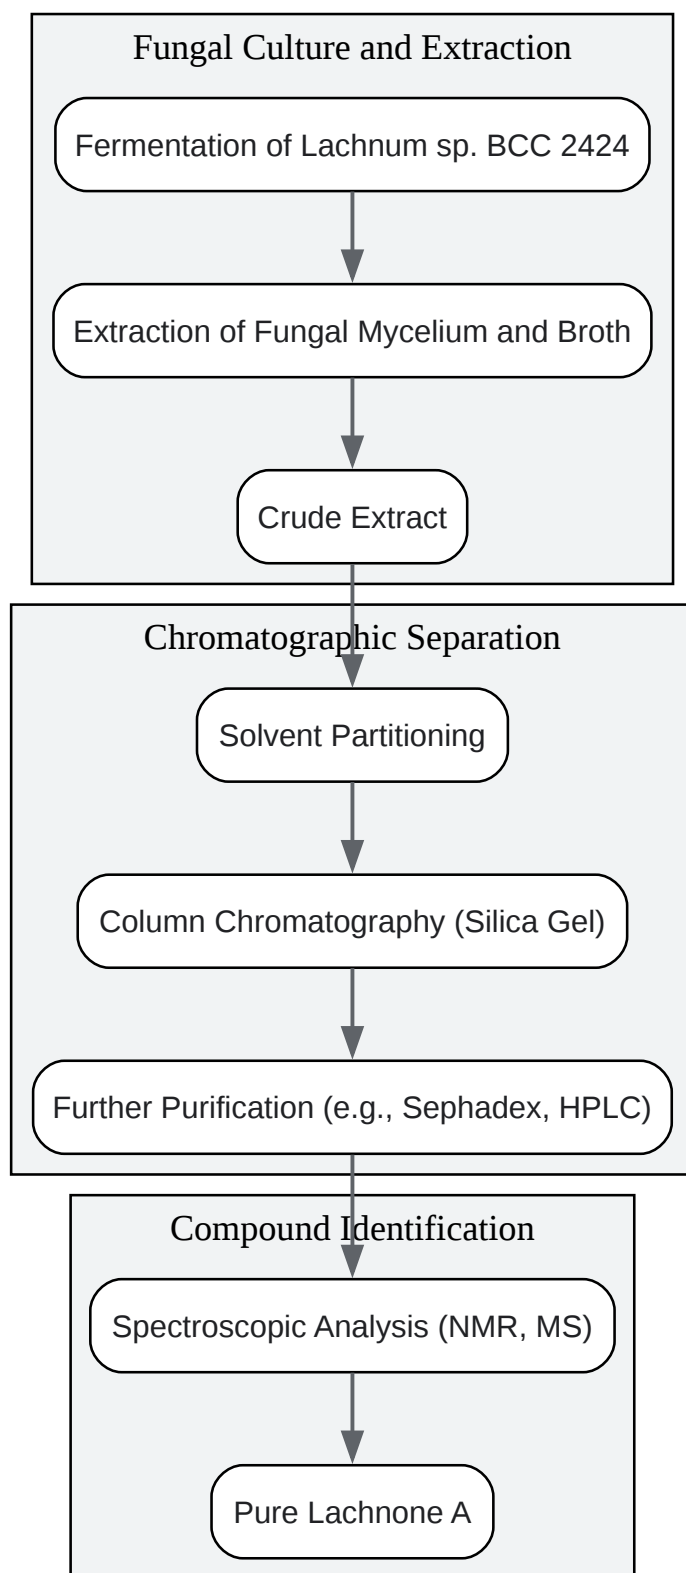 Fungal Culture and Extraction
Fermentation of Lachnum sp. BCC 2424
Extraction of Fungal Mycelium and Broth
Crude Extract
Chromatographic Separation
Solvent Partitioning
Column Chromatography (Silica Gel)
Further Purification (e.g., Sephadex, HPLC)
Compound Identification
Spectroscopic Analysis (NMR, MS)
Pure Lachnone A